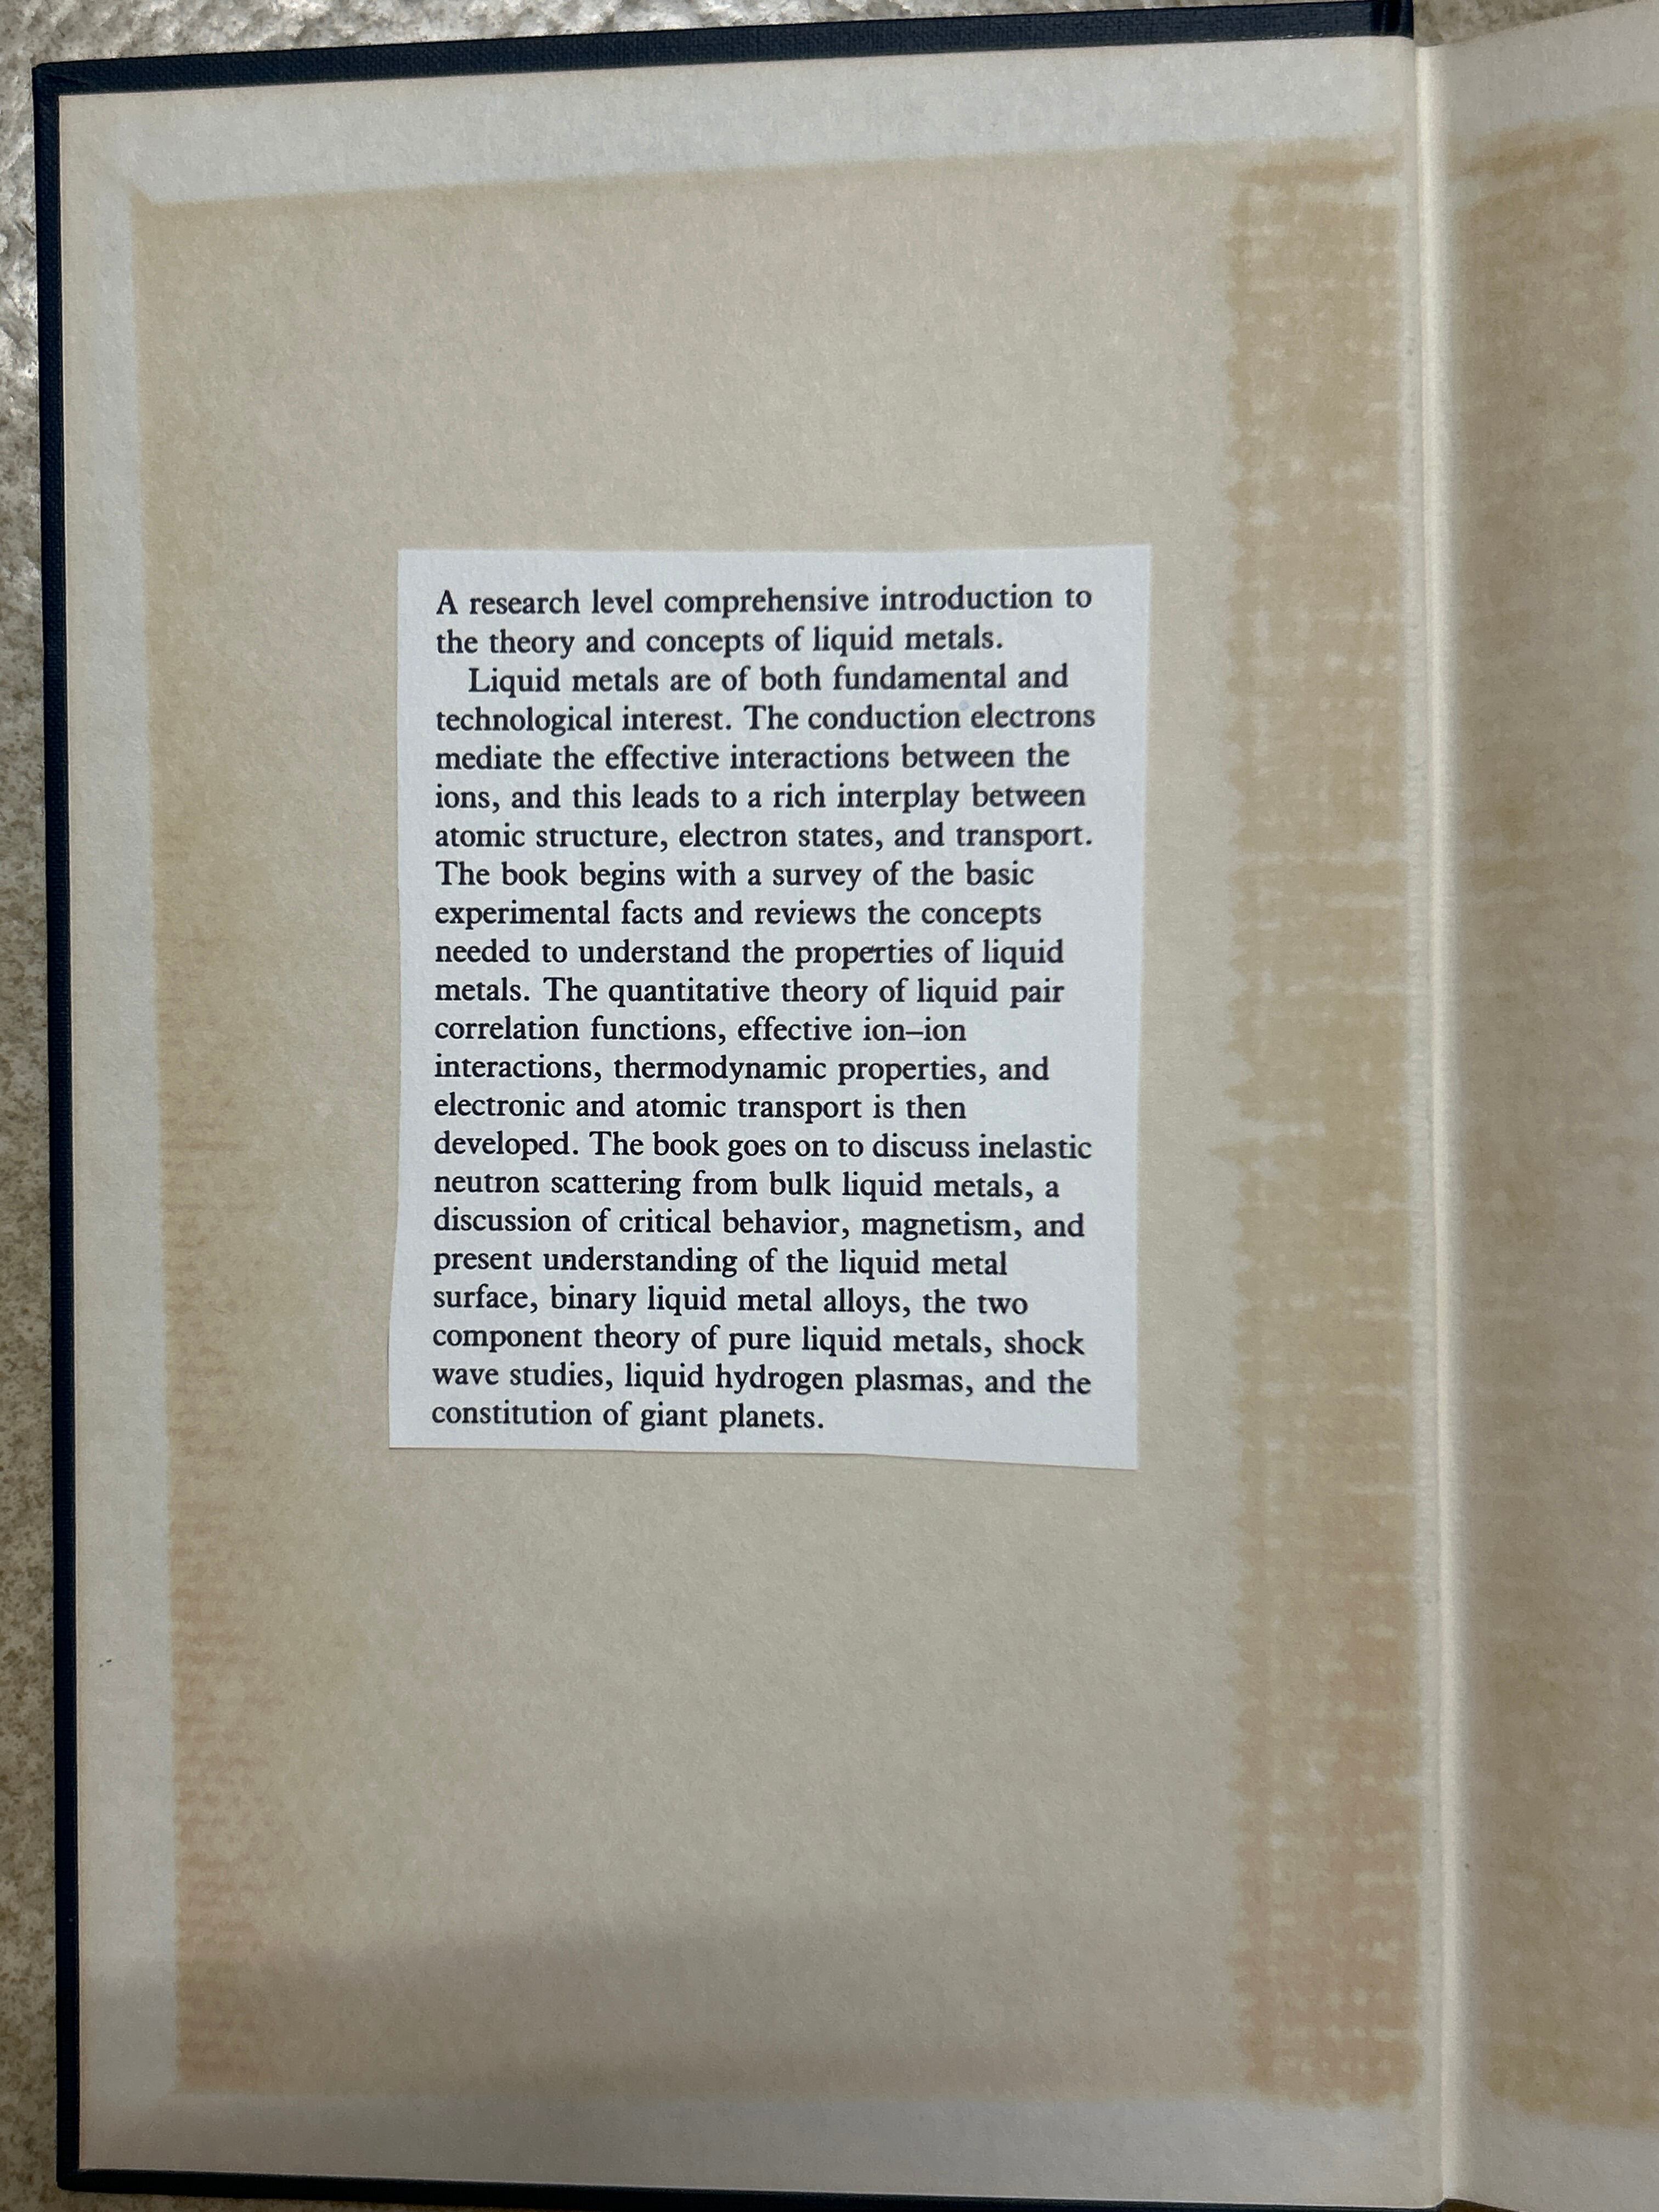 A research level comprehensive introduction to
the theory and concepts of liquid metals.
Liquid metals are of both fundamental and
technological interest. The conduction electrons
mediate the effective interactions between the
ions, and this leads to a rich interplay between
atomic structure, electron states, and transport.
The book begins with a survey of the basic
experimental facts and reviews the concepts
needed to understand the properties of liquid
metals. The quantitative theory of liquid pair
correlation functions, effective ion–ion
interactions, thermodynamic properties, and
electronic and atomic transport is then
developed. The book goes on to discuss inelastic
neutron scattering from bulk liquid metals, a
discussion of critical behavior, magnetism, and
present understanding of the liquid metal
surface, binary liquid metal alloys, the two
component theory of pure liquid metals, shock
wave studies, liquid hydrogen plasmas, and the
constitution of giant planets.